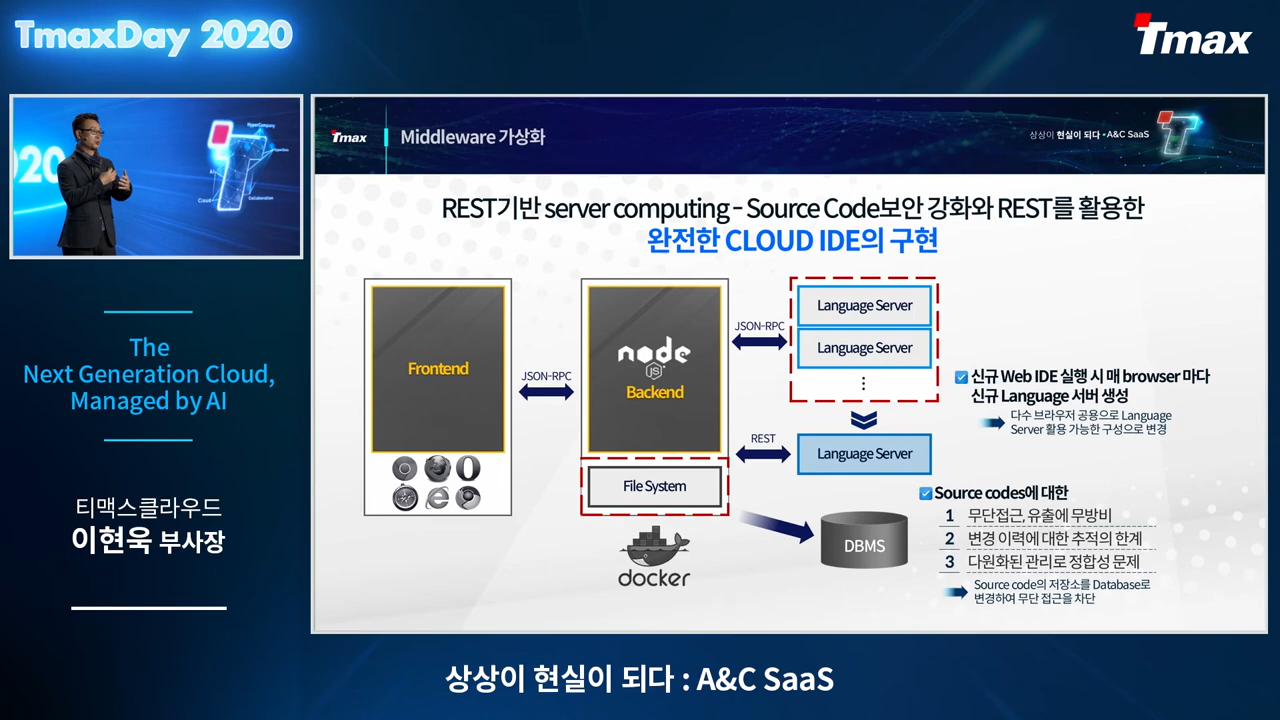 TmaxDay 2020
Tmax
Tmax
Middleware 가상화
상상이 현실이 되다 • A&C SaaS
REST기반 server computing – Source Code보안 강화와 REST를 활용한
완전한 CLOUD IDE의 구현
Frontend
JSON-RPC
node
JS
Backend
File System
docker
JSON-RPC
REST
Language Server
Language Server
⋮
Language Server
DBMS
신규 Web IDE 실행 시 매 browser 마다
신규 Language 서버 생성
다수 브라우저 공용으로 Language
Server 활용 가능한 구성으로 변경
Source codes에 대한
1 무단접근, 유출에 무방비
2 변경 이력에 대한 추적의 한계
3 다원화된 관리로 정합성 문제
Source code의 저장소를 Database로
변경하여 무단 접근을 차단
020
HyperCompany
Cloud
Collaboration
The
Next Generation Cloud,
Managed by AI
티맥스클라우드
이현욱 부사장
상상이 현실이 되다 : A&C SaaS